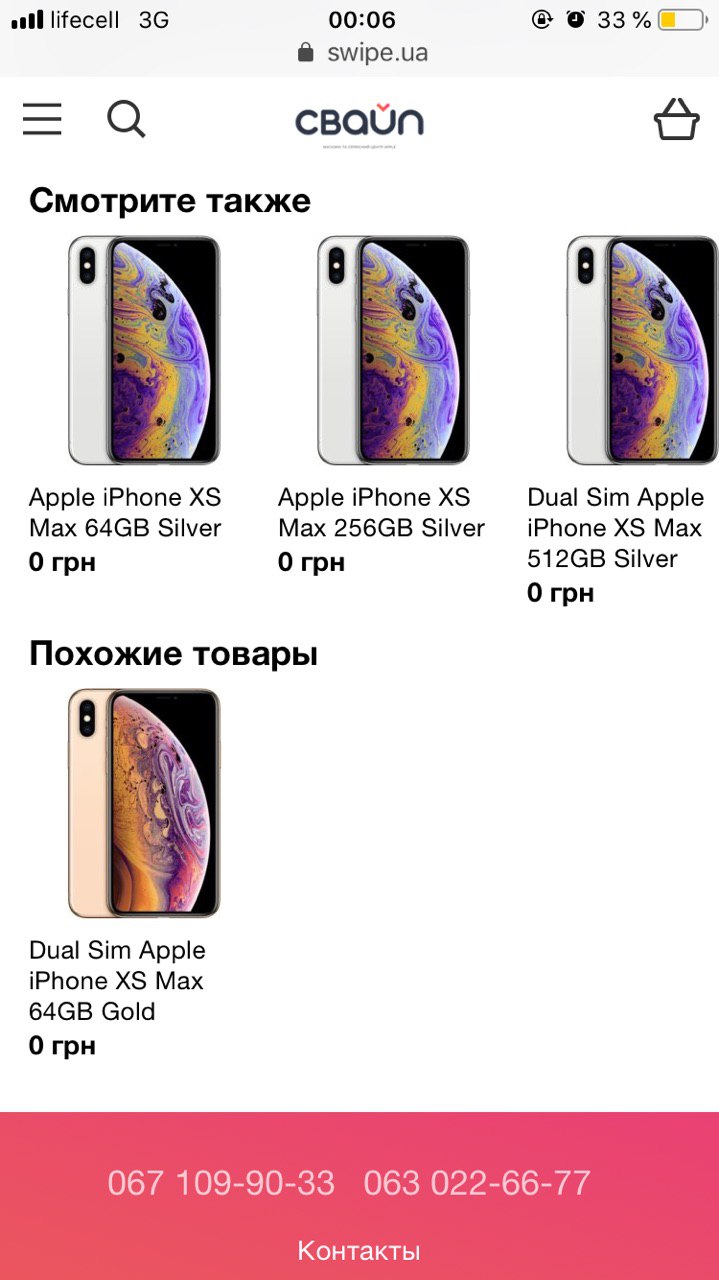 lifecell 3G 00:06 33 %
swipe.ua
свайп
Смотрите также
Apple iPhone XS
Max 64GB Silver
0 грн
Apple iPhone XS
Max 256GB Silver
0 грн
Dual Sim Apple
iPhone XS Max
512GB Silver
0 грн
Похожие товары
Dual Sim Apple
iPhone XS Max
64GB Gold
0 грн
067 109-90-33 063 022-66-77
Контакты